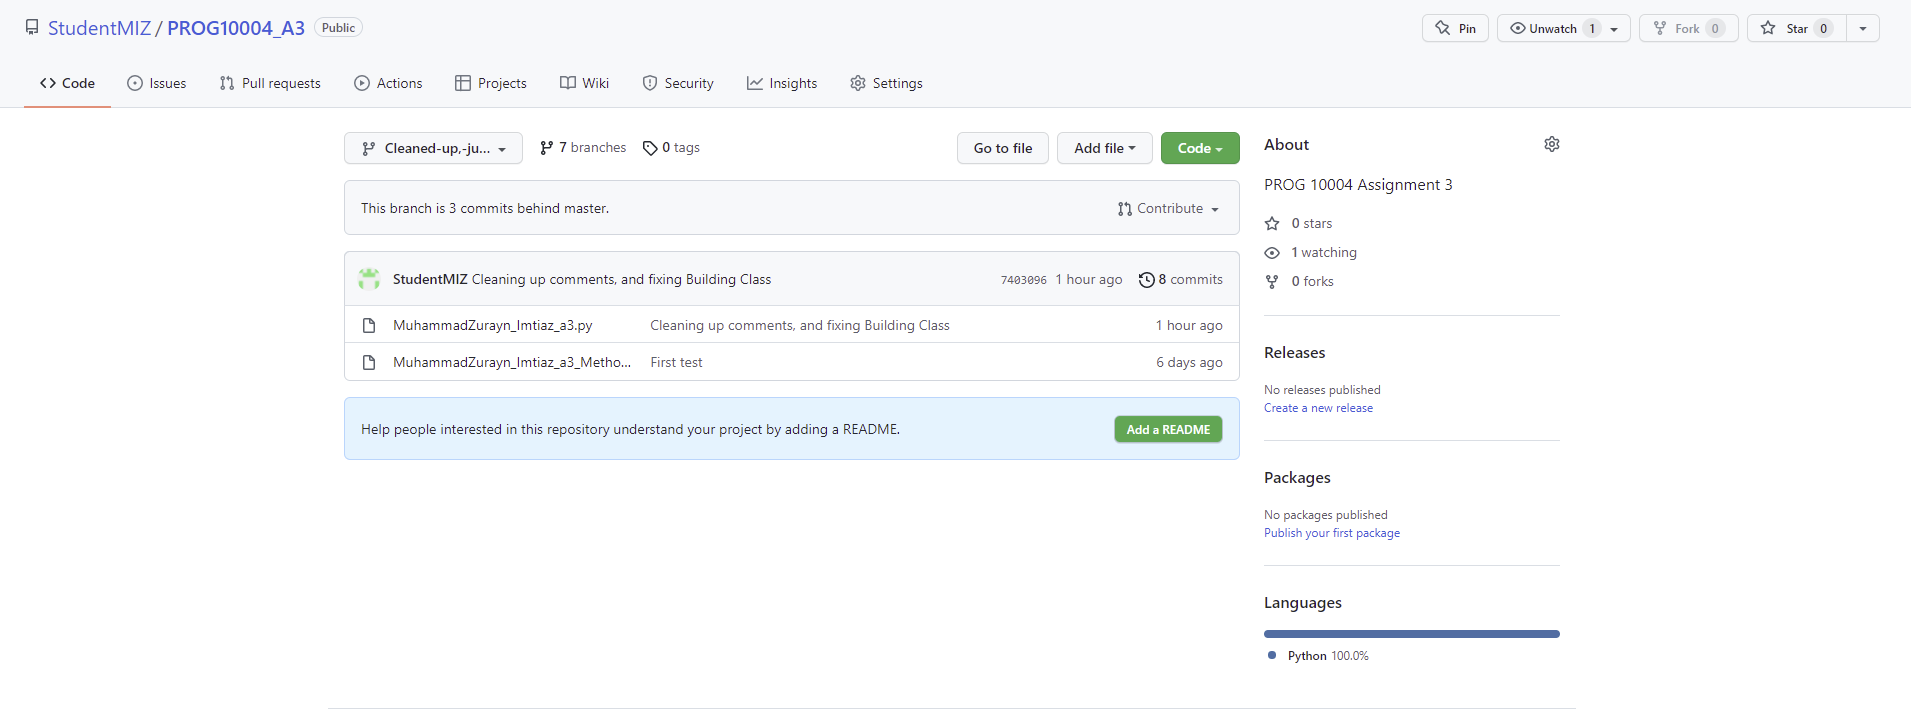 StudentMIZ / PROG10004_A3 Public
Pin Unwatch 1 Fork 0 Star 0
Code Issues Pull requests Actions Projects Wiki Security Insights Settings
Cleaned-up,-ju... 7 branches 0 tags Go to file Add file Code
This branch is 3 commits behind master. Contribute
StudentMIZ Cleaning up comments, and fixing Building Class 7403096 1 hour ago 8 commits
MuhammadZurayn_Imtiaz_a3.py Cleaning up comments, and fixing Building Class 1 hour ago
MuhammadZurayn_Imtiaz_a3_Metho... First test 6 days ago
Help people interested in this repository understand your project by adding a README. Add a README
About
PROG 10004 Assignment 3
0 stars
1 watching
0 forks
Releases
No releases published
Create a new release
Packages
No packages published
Publish your first package
Languages
Python 100.0%